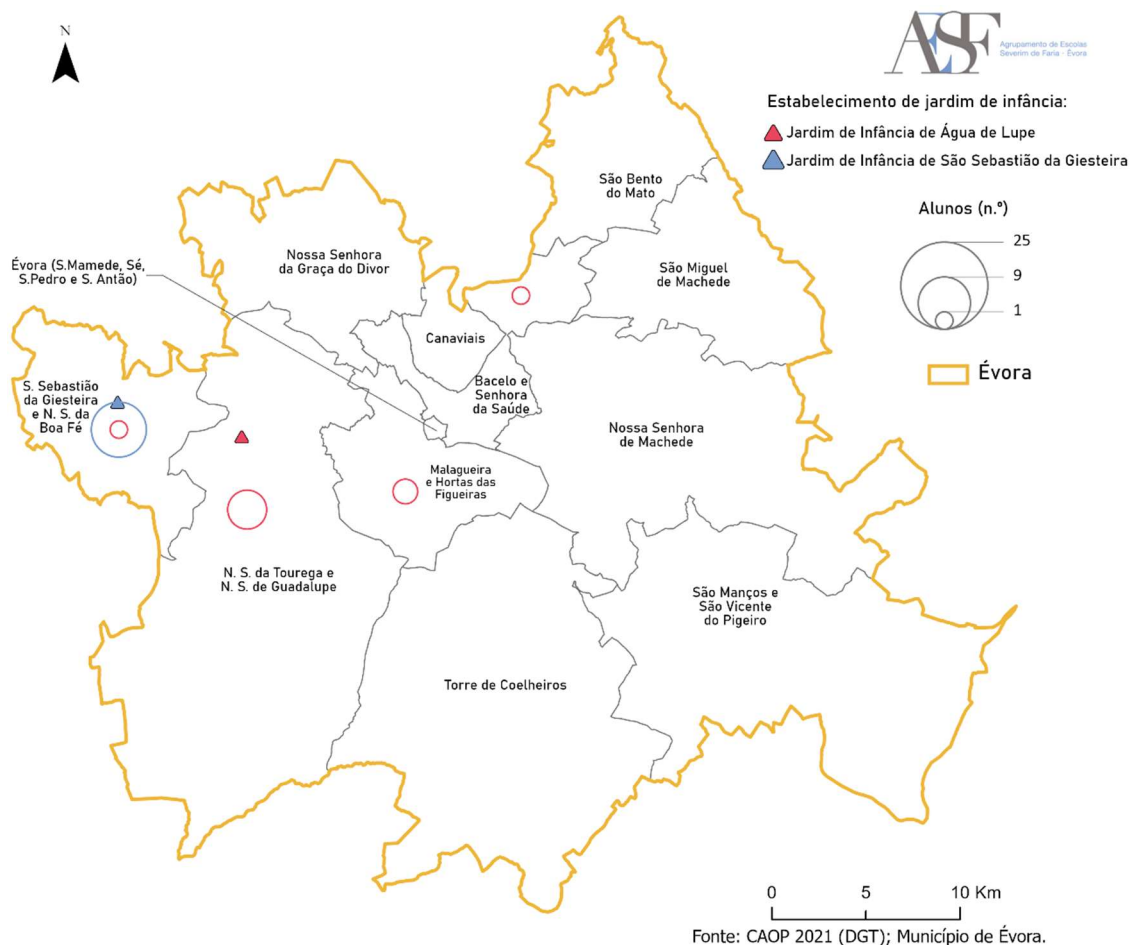 N
AESF
Agrupamento de Escolas
Severim de Faria - Évora
Estabelecimento de jardim de infância:
Jardim de Infância de Água de Lupe
Jardim de Infância de São Sebastião da Giesteira
Alunos (n.º)
25
9
1
Évora
São Bento
do Mato
Nossa Senhora
da Graça do Divor
São Miguel
de Machede
Évora (S.Mamede, Sé,
S.Pedro e S. Antão)
Canaviais
Bacelo e
Senhora
da Saúde
S. Sebastião
da Giesteira
e N. S. da
Boa Fé
Nossa Senhora
de Machede
Malagueira
e Hortas das
Figueiras
N. S. da Tourega e
N. S. de Guadalupe
São Manços e
São Vicente
do Pigeiro
Torre de Coelheiros
0 5 10 Km
Fonte: CAOP 2021 (DGT); Município de Évora.